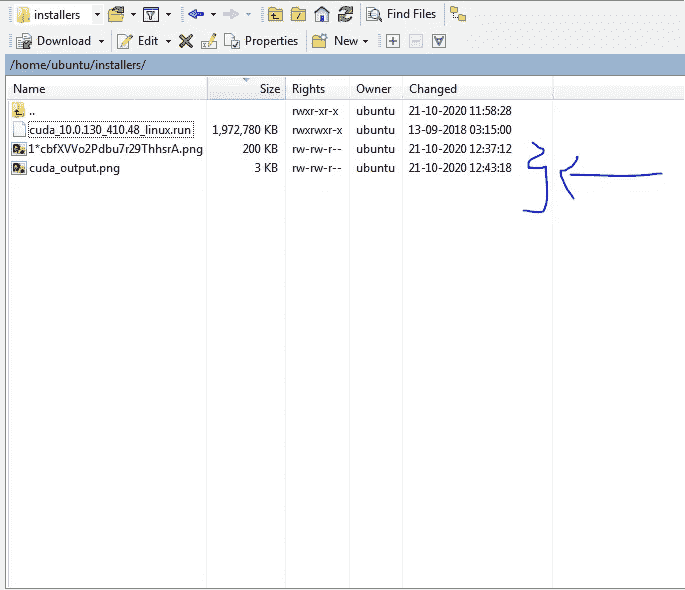 installers Find Files
Download Edit Properties New
/home/ubuntu/installers/
Name Size Rights Owner Changed
.. rwxr-xr-x ubuntu 21-10-2020 11:58:28
cuda_10.0.130_410.48_linux.run 1,972,780 KB rwxrwxr-x ubuntu 13-09-2018 03:15:00
1*cbfXVVo2Pdbu7r29ThhsrA.png 200 KB rw-rw-r-- ubuntu 21-10-2020 12:37:12
cuda_output.png 3 KB rw-rw-r-- ubuntu 21-10-2020 12:43:18